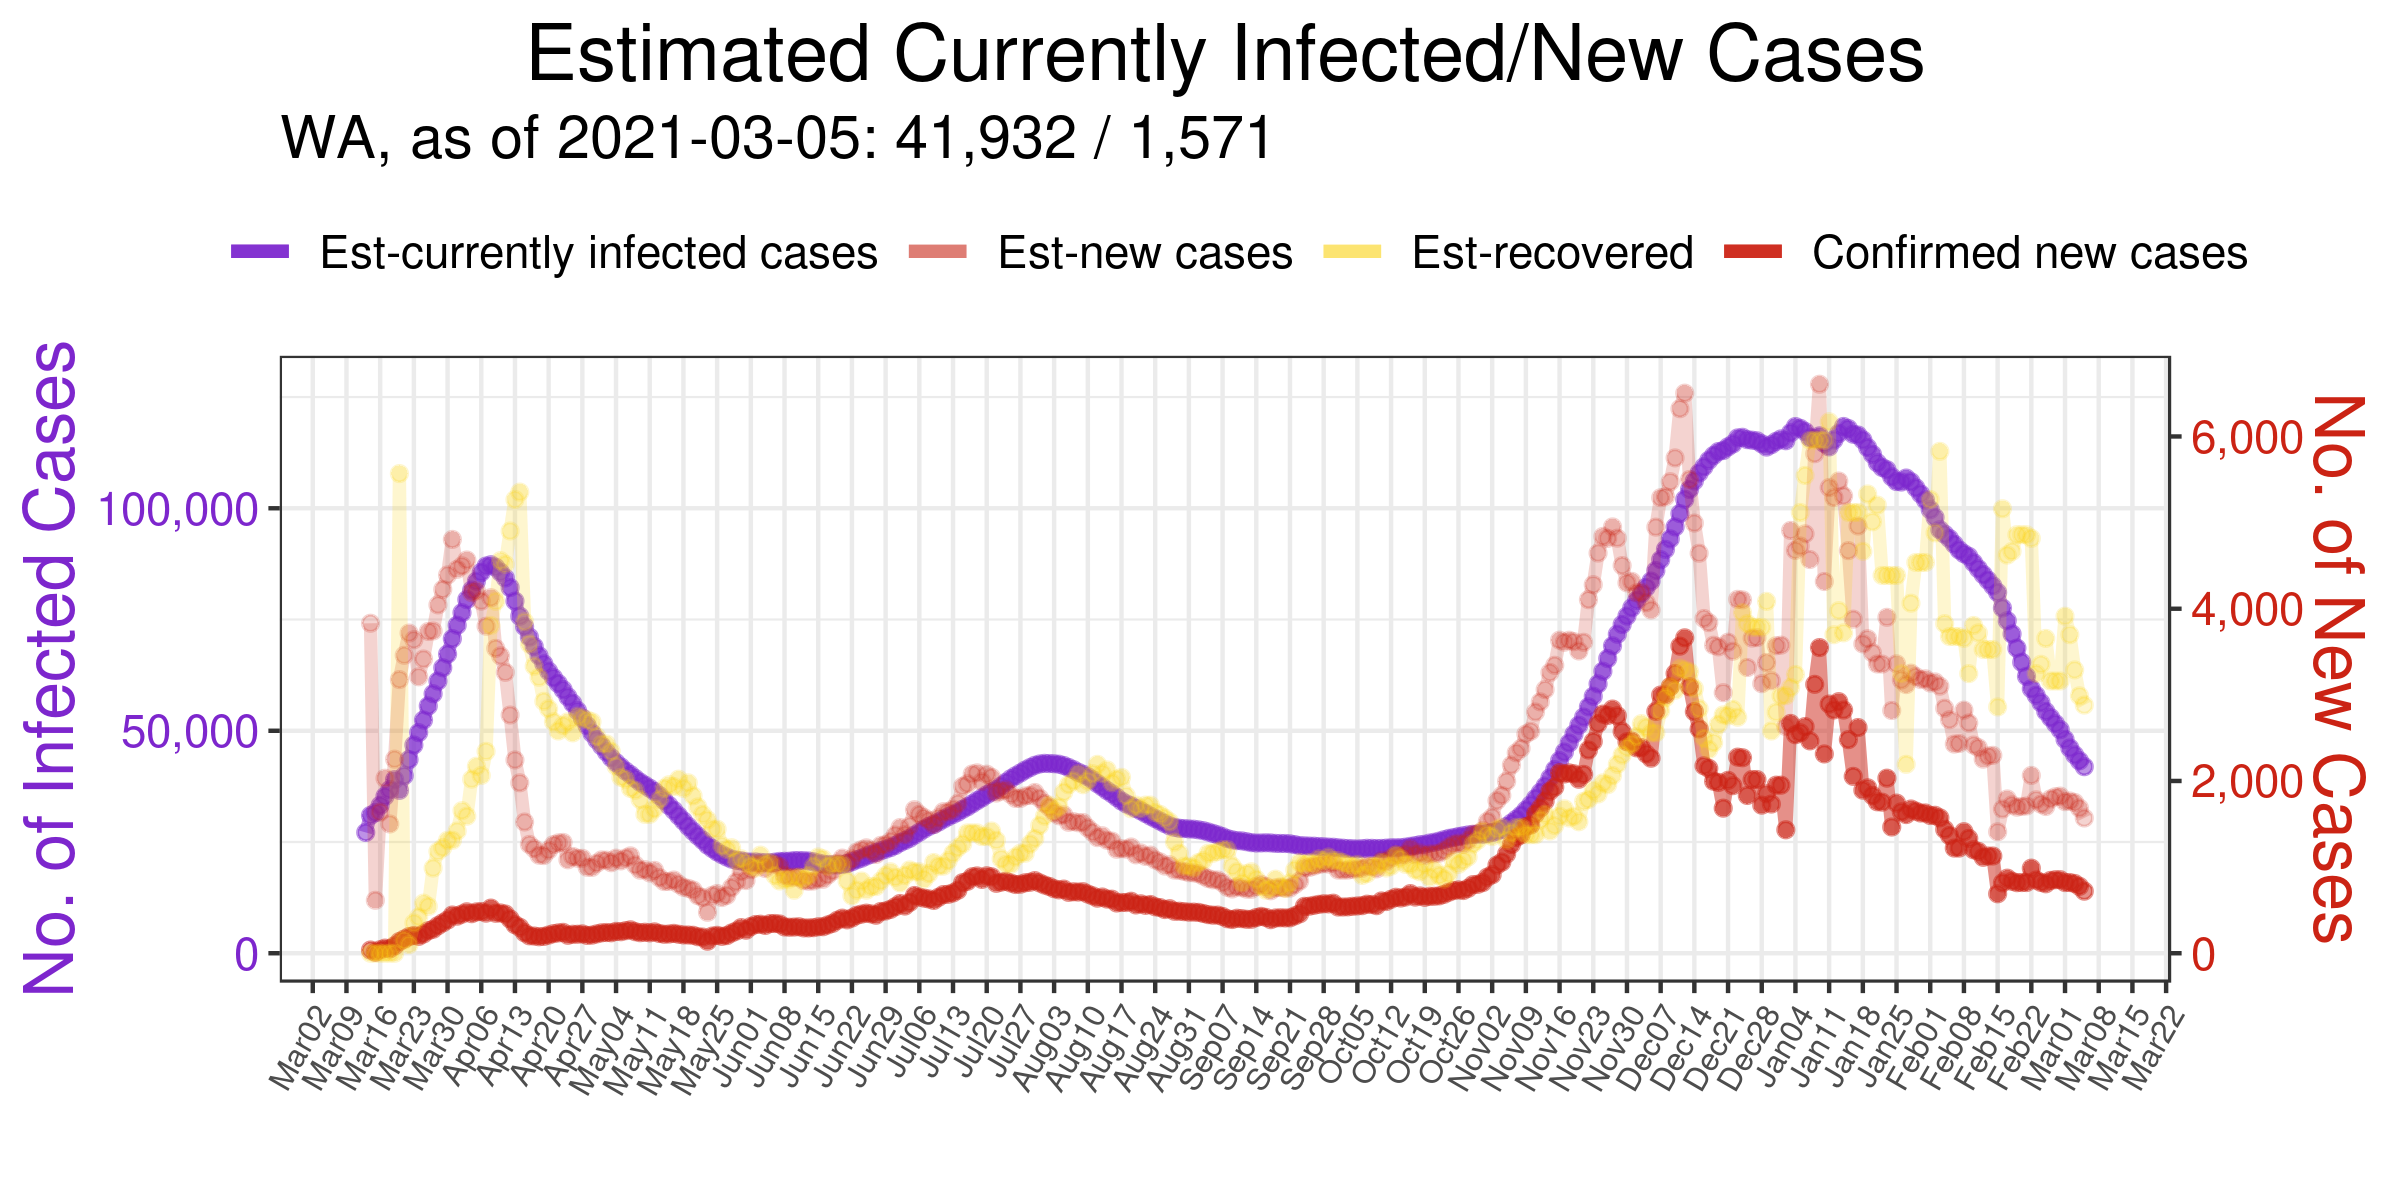 Estimated Currently Infected/New Cases
WA, as of 2021-03-05: 41,932 / 1,571
Est-currently infected cases Est-new cases Est-recovered Confirmed new cases
No. of Infected Cases
100,000
50,000
0
6,000
4,000
2,000
0
No. of New Cases
Mar02 Mar09 Mar16 Mar23 Mar30 Apr06 Apr13 Apr20 Apr27 May04 May11 May18 May25 Jun01 Jun08 Jun15 Jun22 Jun29 Jul06 Jul13 Jul20 Jul27 Aug03 Aug10 Aug17 Aug24 Aug31 Sep07 Sep14 Sep21 Sep28 Oct05 Oct12 Oct19 Oct26 Nov02 Nov09 Nov16 Nov23 Nov30 Dec07 Dec14 Dec21 Dec28 Jan04 Jan11 Jan18 Jan25 Feb01 Feb08 Feb15 Feb22 Mar01 Mar08 Mar15 Mar22